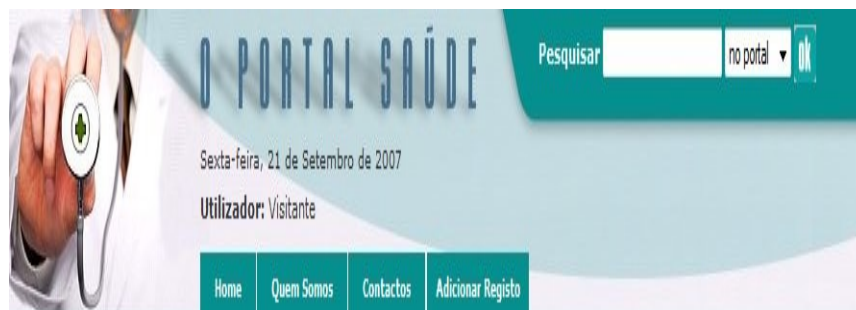 O PORTAL SAÚDE
Pesquisar no portal ok
Sexta-feira, 21 de Setembro de 2007
Utilizador: Visitante
Home Quem Somos Contactos Adicionar Registo